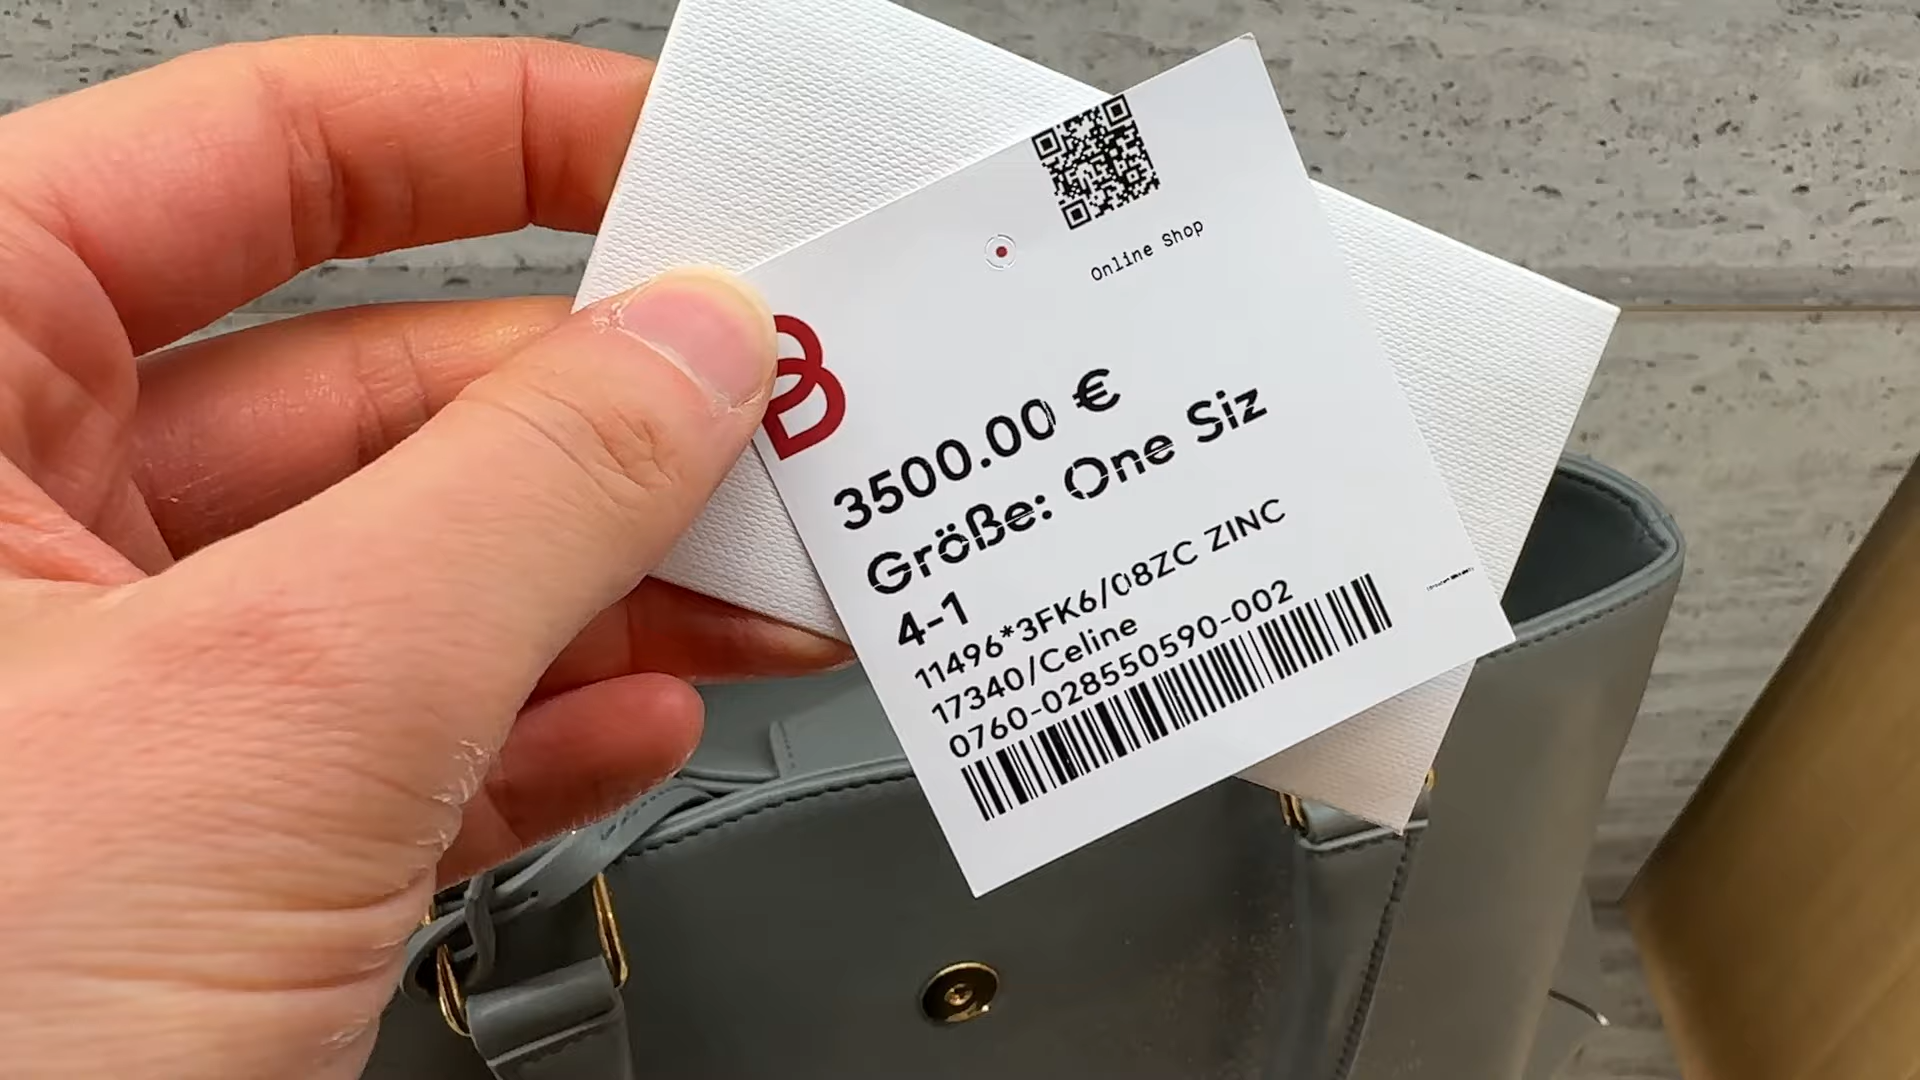 Online Shop
3500.00 €
Größe: One Siz
4-1
11496*3FK6/08ZC ZINC
17340/Celine
0760-028550590-002